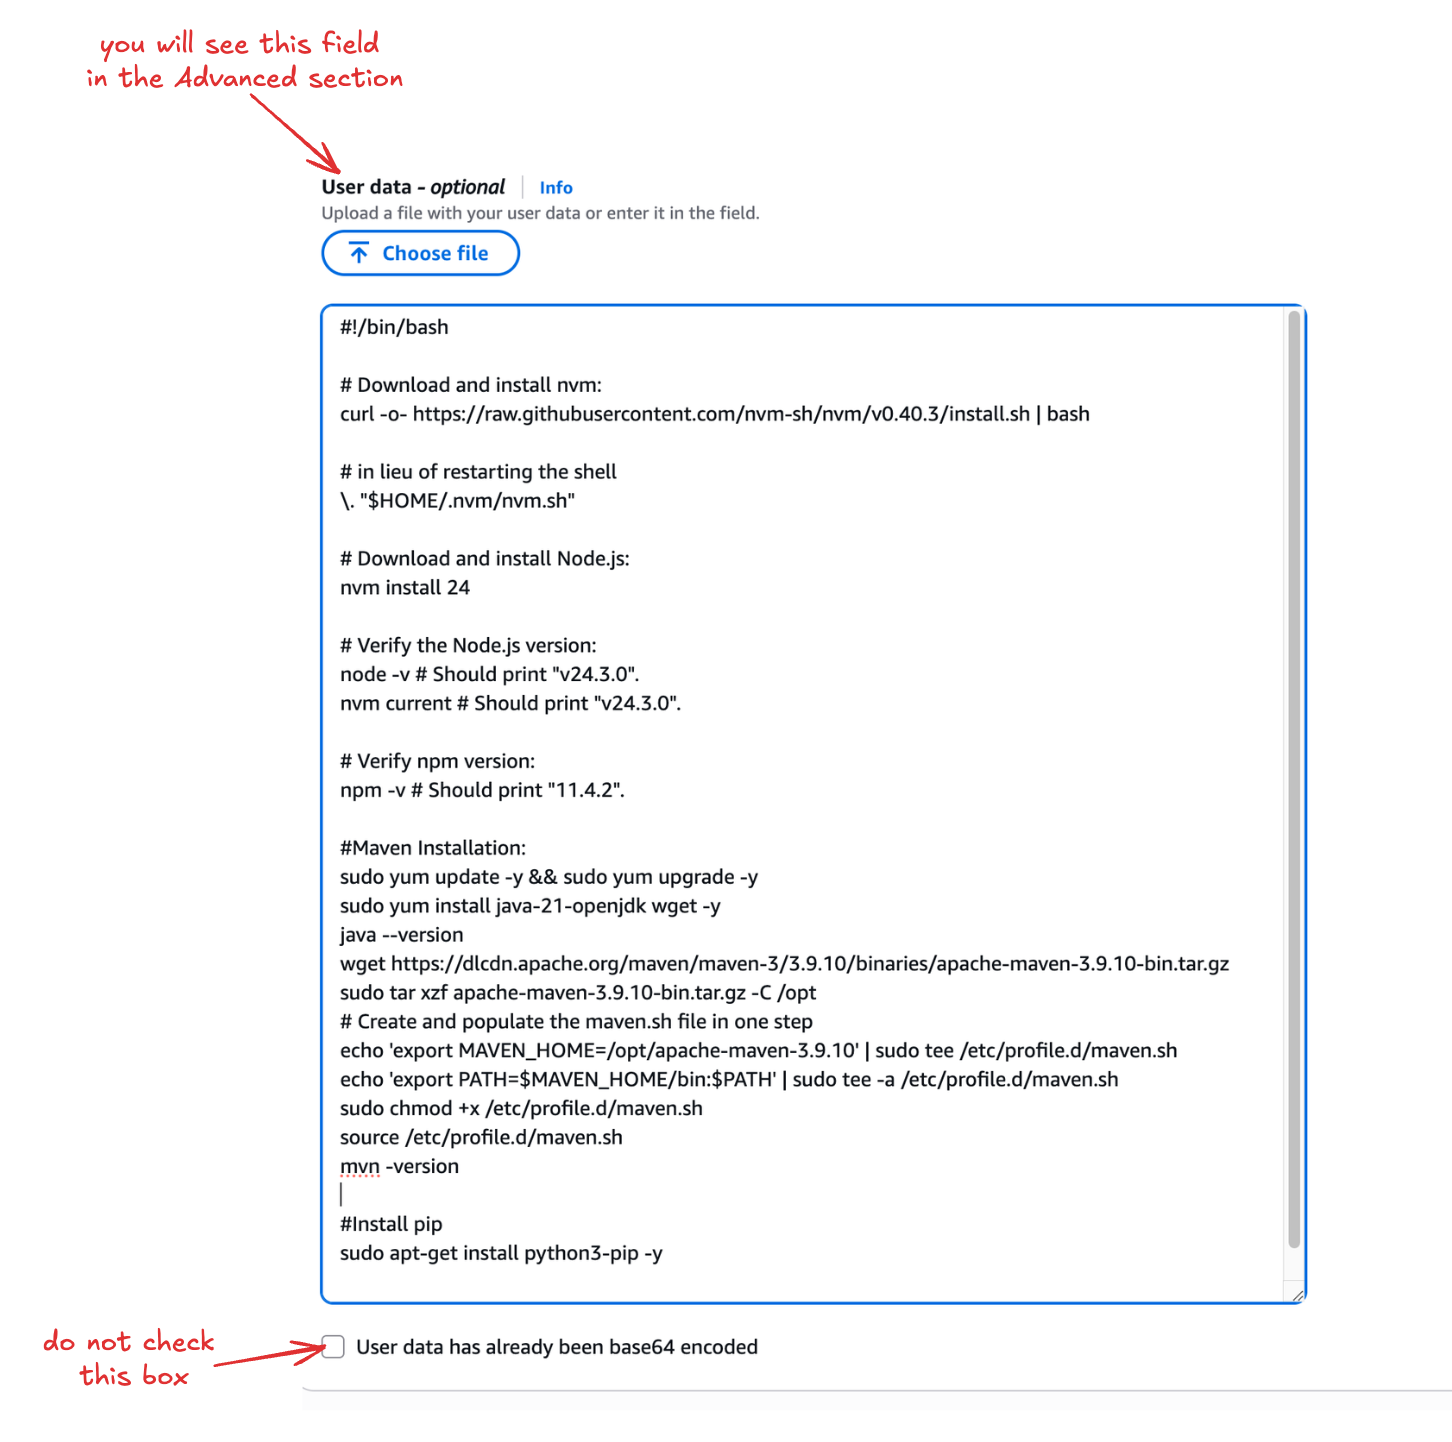 you will see this field
in the Advanced section
User data - optional
Info
Upload a file with your user data or enter it in the field.
Choose file
#!/bin/bash
# Download and install nvm:
curl -o- https://raw.githubusercontent.com/nvm-sh/nvm/v0.40.3/install.sh | bash
# in lieu of restarting the shell
\. "$HOME/.nvm/nvm.sh"
# Download and install Node.js:
nvm install 24
# Verify the Node.js version:
node -v # Should print "v24.3.0".
nvm current # Should print "v24.3.0".
# Verify npm version:
npm -v # Should print "11.4.2".
#Maven Installation:
sudo yum update -y && sudo yum upgrade -y
sudo yum install java-21-openjdk wget -y
java --version
wget https://dlcdn.apache.org/maven/maven-3/3.9.10/binaries/apache-maven-3.9.10-bin.tar.gz
sudo tar xzf apache-maven-3.9.10-bin.tar.gz -C /opt
# Create and populate the maven.sh file in one step
echo 'export MAVEN_HOME=/opt/apache-maven-3.9.10' | sudo tee /etc/profile.d/maven.sh
echo 'export PATH=$MAVEN_HOME/bin:$PATH' | sudo tee -a /etc/profile.d/maven.sh
sudo chmod +x /etc/profile.d/maven.sh
source /etc/profile.d/maven.sh
mvn -version
#Install pip
sudo apt-get install python3-pip -y
do not check
this box
User data has already been base64 encoded